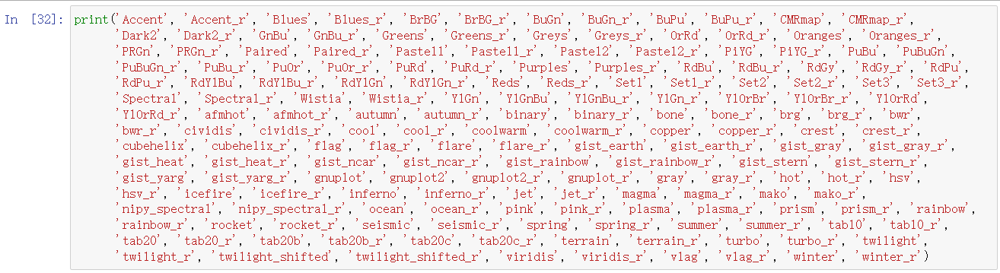 In [32]: print('Accent', 'Accent_r', 'Blues', 'Blues_r', 'BrBG', 'BrBG_r', 'BuGn', 'BuGn_r', 'BuPu', 'BuPu_r', 'CMRmap', 'CMRmap_r',
'Dark2', 'Dark2_r', 'GnBu', 'GnBu_r', 'Greens', 'Greens_r', 'Greys', 'Greys_r', 'OrRd', 'OrRd_r', 'Oranges', 'Oranges_r',
'PRGn', 'PRGn_r', 'Paired', 'Paired_r', 'Pastel1', 'Pastel1_r', 'Pastel2', 'Pastel2_r', 'PiYG', 'PiYG_r', 'PuBu', 'PuBuGn',
'PuBuGn_r', 'PuBu_r', 'PuOr', 'PuOr_r', 'PuRd', 'PuRd_r', 'Purples', 'Purples_r', 'RdBu', 'RdBu_r', 'RdGy', 'RdGy_r', 'RdPu',
'RdPu_r', 'RdYlBu', 'RdYlBu_r', 'RdYlGn', 'RdYlGn_r', 'Reds', 'Reds_r', 'Set1', 'Set1_r', 'Set2', 'Set2_r', 'Set3', 'Set3_r',
'Spectral', 'Spectral_r', 'Wistia', 'Wistia_r', 'YlGn', 'YlGnBu', 'YlGnBu_r', 'YlGn_r', 'YlOrBr', 'YlOrBr_r', 'YlOrRd',
'YlOrRd_r', 'afmhot', 'afmhot_r', 'autumn', 'autumn_r', 'binary', 'binary_r', 'bone', 'bone_r', 'brg', 'brg_r', 'bwr',
'bwr_r', 'cividis', 'cividis_r', 'cool', 'cool_r', 'coolwarm', 'coolwarm_r', 'copper', 'copper_r', 'crest', 'crest_r',
'cubehelix', 'cubehelix_r', 'flag', 'flag_r', 'flare', 'flare_r', 'gist_earth', 'gist_earth_r', 'gist_gray', 'gist_gray_r',
'gist_heat', 'gist_heat_r', 'gist_ncar', 'gist_ncar_r', 'gist_rainbow', 'gist_rainbow_r', 'gist_stern', 'gist_stern_r',
'gist_yarg', 'gist_yarg_r', 'gnuplot', 'gnuplot2', 'gnuplot2_r', 'gnuplot_r', 'gray', 'gray_r', 'hot', 'hot_r', 'hsv',
'hsv_r', 'icefire', 'icefire_r', 'inferno', 'inferno_r', 'jet', 'jet_r', 'magma', 'magma_r', 'mako', 'mako_r',
'nipy_spectral', 'nipy_spectral_r', 'ocean', 'ocean_r', 'pink', 'pink_r', 'plasma', 'plasma_r', 'prism', 'prism_r', 'rainbow',
'rainbow_r', 'rocket', 'rocket_r', 'seismic', 'seismic_r', 'spring', 'spring_r', 'summer', 'summer_r', 'tab10', 'tab10_r',
'tab20', 'tab20_r', 'tab20b', 'tab20b_r', 'tab20c', 'tab20c_r', 'terrain', 'terrain_r', 'turbo', 'turbo_r', 'twilight',
'twilight_r', 'twilight_shifted', 'twilight_shifted_r', 'viridis', 'viridis_r', 'vlag', 'vlag_r', 'winter', 'winter_r')